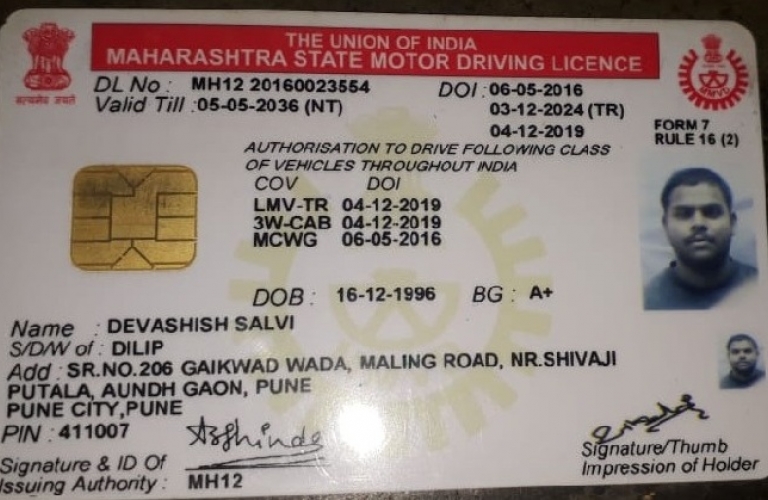 THE UNION OF INDIA
MAHARASHTRA STATE MOTOR DRIVING LICENCE
सत्यमेव जयते
DL No : MH12 20160023554 DOI : 06-05-2016
Valid Till : 05-05-2036 (NT) 03-12-2024 (TR)
04-12-2019
FORM 7
RULE 16 (2)
AUTHORISATION TO DRIVE FOLLOWING CLASS
OF VEHICLES THROUGHOUT INDIA
COV DOI
LMV-TR 04-12-2019
3W-CAB 04-12-2019
MCWG 06-05-2016
DOB : 16-12-1996 BG : A+
Name : DEVASHISH SALVI
S/D/W of : DILIP
Add : SR.NO.206 GAIKWAD WADA, MALING ROAD, NR.SHIVAJI
PUTALA, AUNDH GAON, PUNE
PUNE CITY,PUNE
PIN : 411007
Signature & ID Of
Issuing Authority : MH12
Signature/Thumb
Impression of Holder